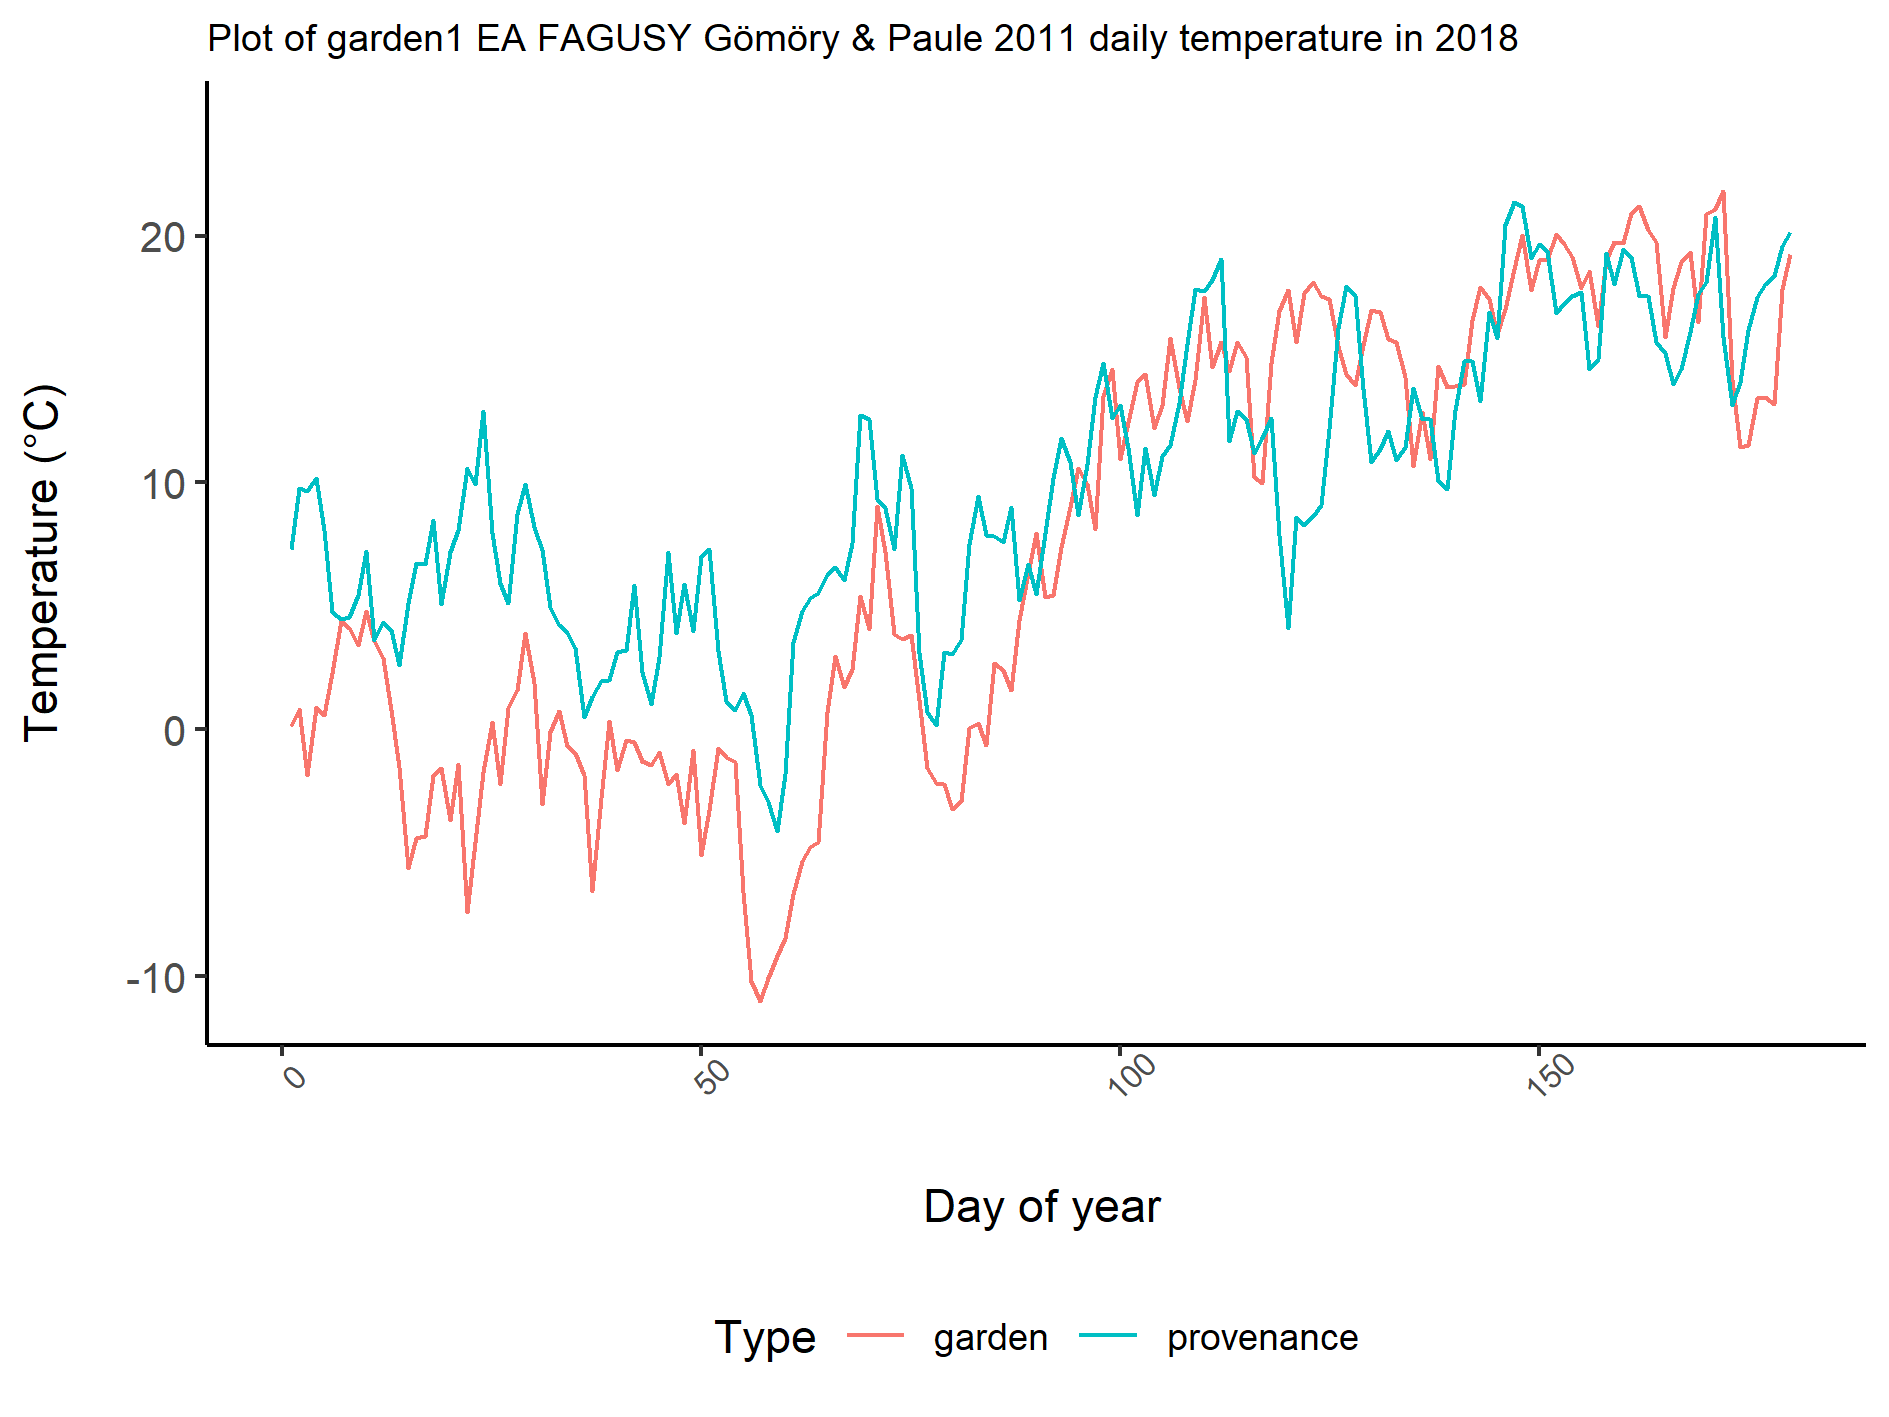 Plot of garden1 EA FAGUSY Gömöry & Paule 2011 daily temperature in 2018
Temperature (°C)
20
10
0
-10
0
50
100
150
Day of year
Type
garden
provenance